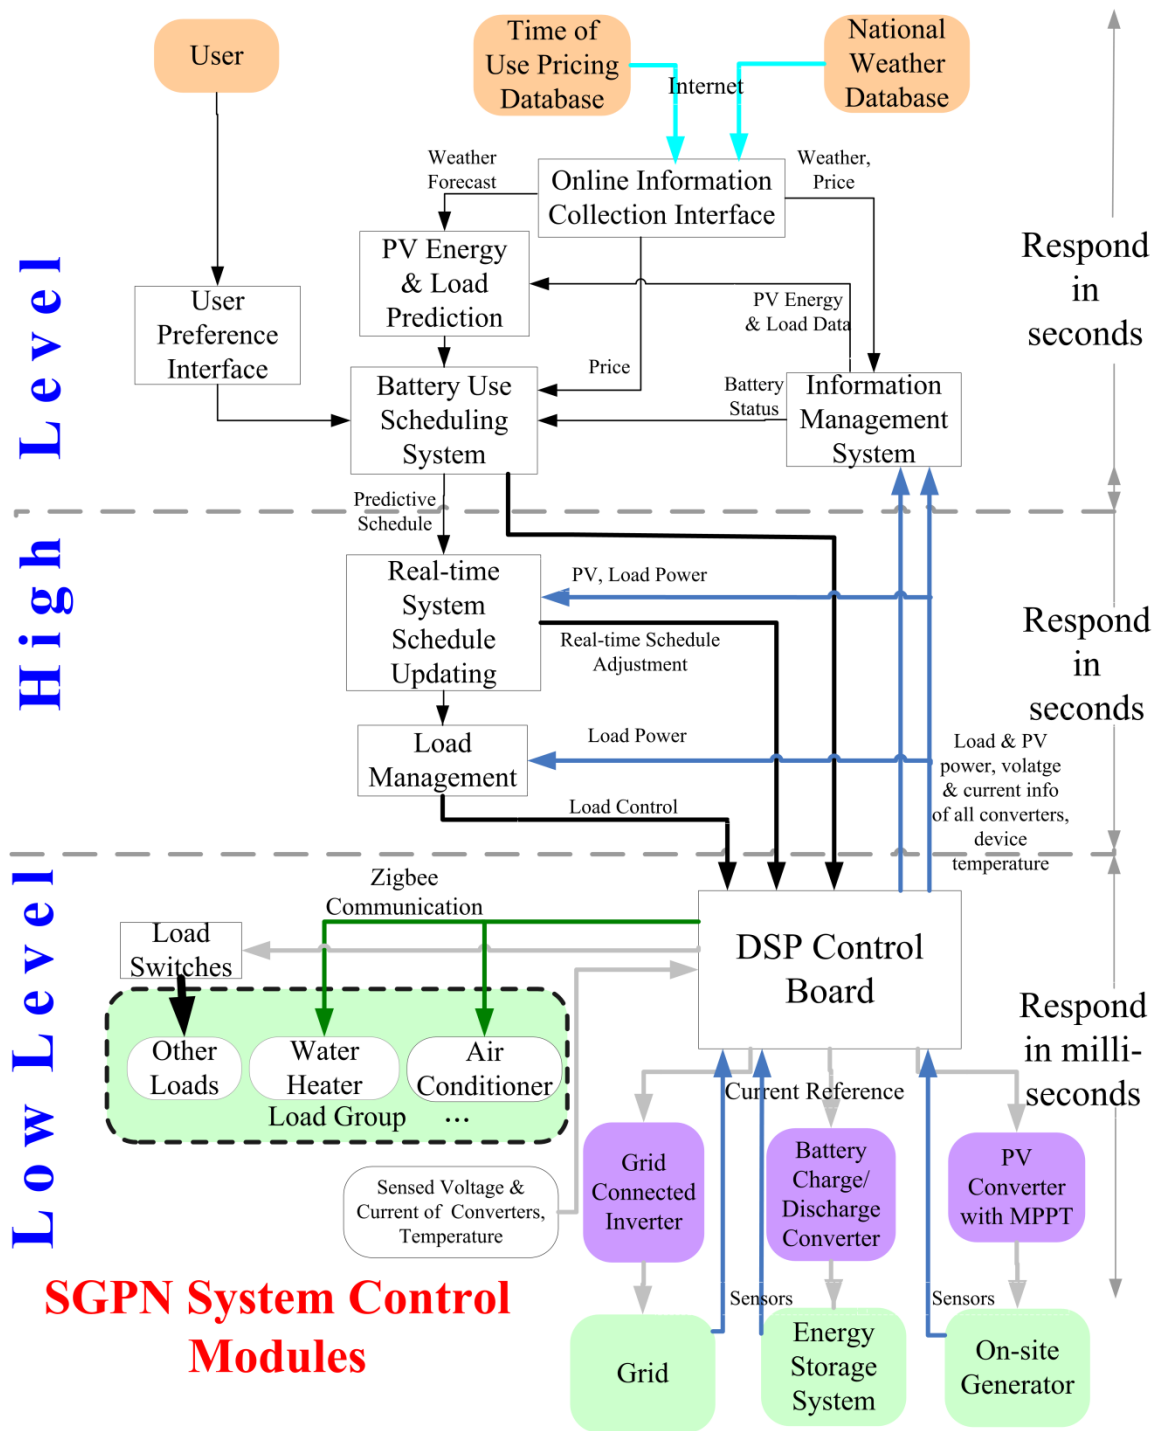 User
Time of
Use Pricing
Database
National
Weather
Database
Internet
Weather
Forecast
Online Information
Collection Interface
Weather,
Price
PV Energy
& Load
Prediction
User
Preference
Interface
PV Energy
& Load Data
Price
Battery Use
Scheduling
System
Battery
Status
Information
Management
System
Respond
in
seconds
High Level
Predictive
Schedule
Real-time
System
Schedule
Updating
PV, Load Power
Real-time Schedule
Adjustment
Respond
in
seconds
Load
Management
Load Power
Load Control
Load & PV
power, volatge
& current info
of all converters,
device
temperature
Low Level
Zigbee
Communication
Load
Switches
DSP Control
Board
Respond
in milli-
seconds
Other
Loads
Water
Heater
Air
Conditioner
Load Group ...
Current Reference
Sensed Voltage &
Current of Converters,
Temperature
Grid
Connected
Inverter
Battery
Charge/
Discharge
Converter
PV
Converter
with MPPT
SGPN System Control
Modules
Sensors
Sensors
Grid
Energy
Storage
System
On-site
Generator